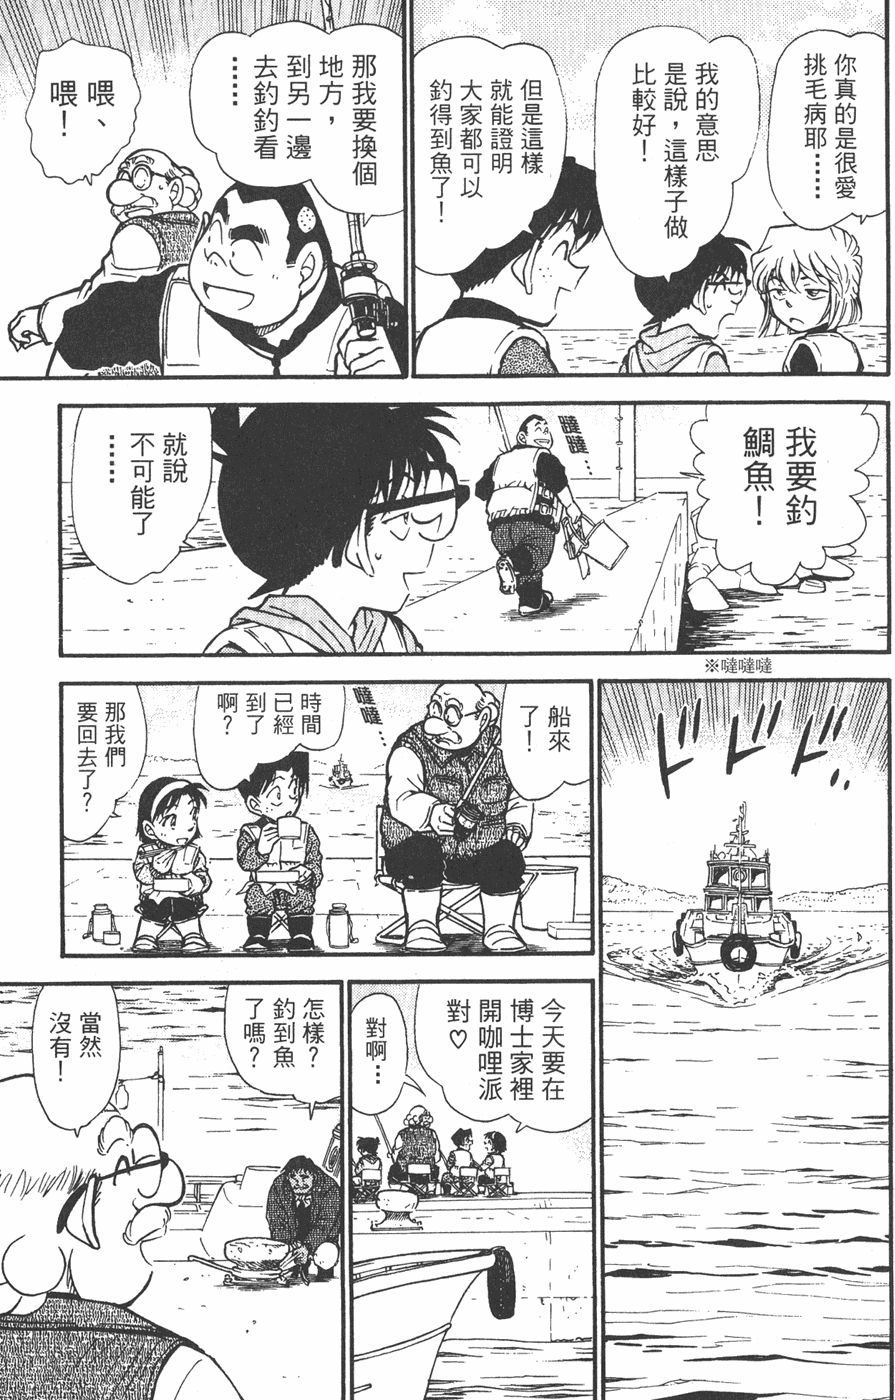 你真的是很愛
挑毛病耶……
我的意思
是說，這樣子做
比較好！
但是這樣
就能證明
大家都可以
釣得到魚了！
那我要換個
地方，
到另一邊
去釣釣看
……
喂、
喂！
我要釣
鯛魚！
躂躂…
就說
不可能了
……
※噠噠噠
ドドド…
船來
了！
噠噠…
時間
已經
到了
啊？
那我們
要回去了？
今天要在
博士家裡
開咖哩派
對♡
對啊…
怎樣？
釣到魚
了嗎？
當然
沒有！